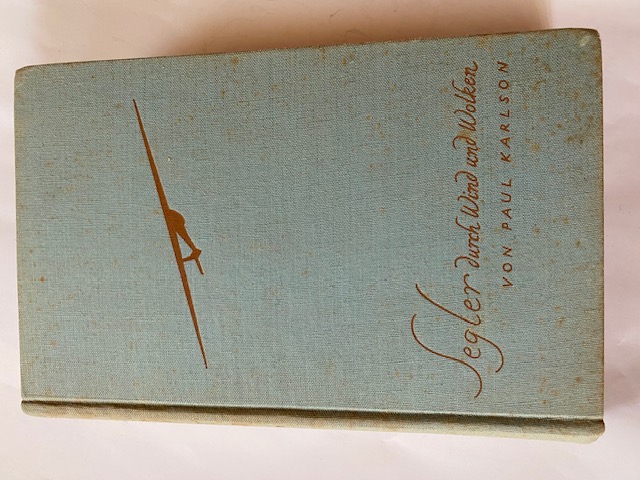 Segler durch Wind und Wolken
VON PAUL KARLSON